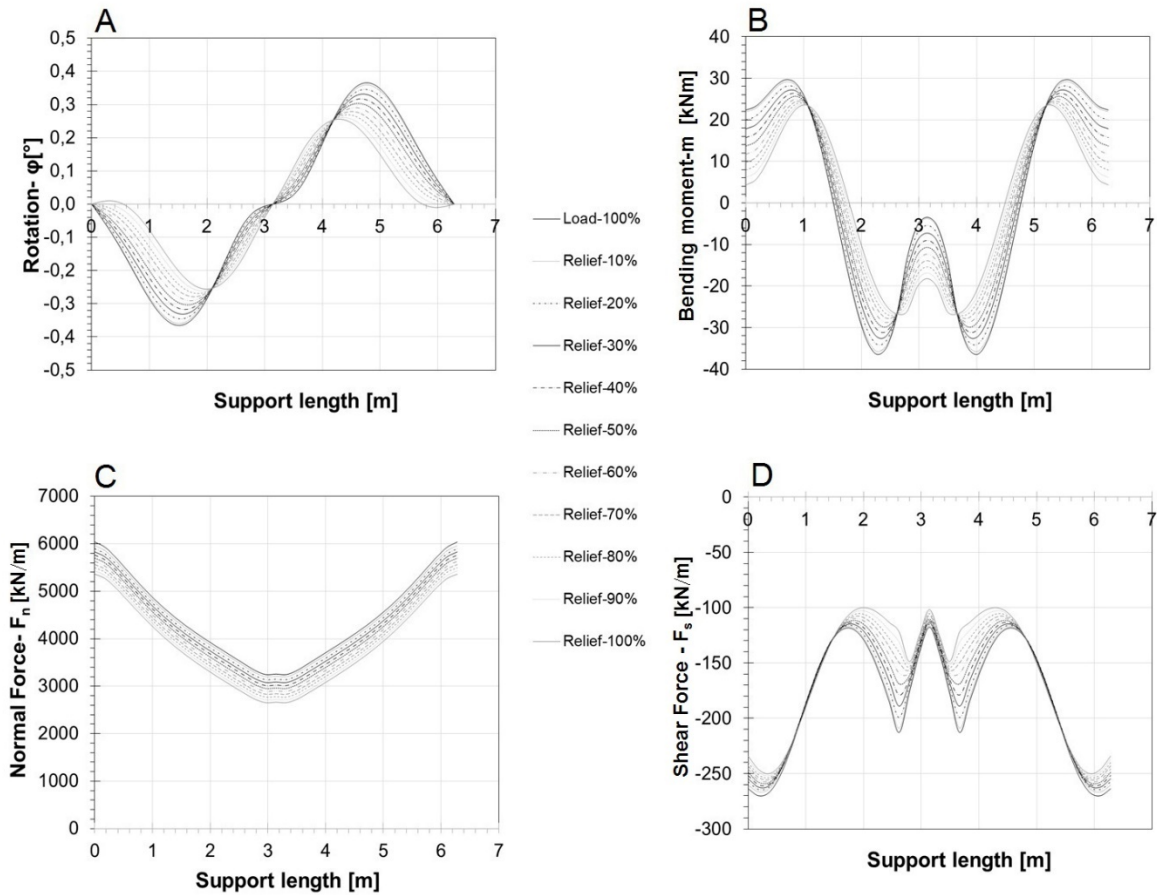 A
Rotation- φ[°]
0,5
0,4
0,3
0,2
0,1
0,0
-0,1
-0,2
-0,3
-0,4
-0,5
0 1 2 3 4 5 6 7
Support length [m]
B
Bending moment-m [kNm]
40
30
20
10
0
-10
-20
-30
-40
0 1 2 3 4 5 6 7
Support length [m]
Load-100%
Relief-10%
Relief-20%
Relief-30%
Relief-40%
Relief-50%
Relief-60%
Relief-70%
Relief-80%
Relief-90%
Relief-100%
C
Normal Force- Fn [kN/m]
7000
6000
5000
4000
3000
2000
1000
0
0 1 2 3 4 5 6 7
Support length [m]
D
Shear Force - Fs [kN/m]
0
-50
-100
-150
-200
-250
-300
0 1 2 3 4 5 6 7
Support length [m]